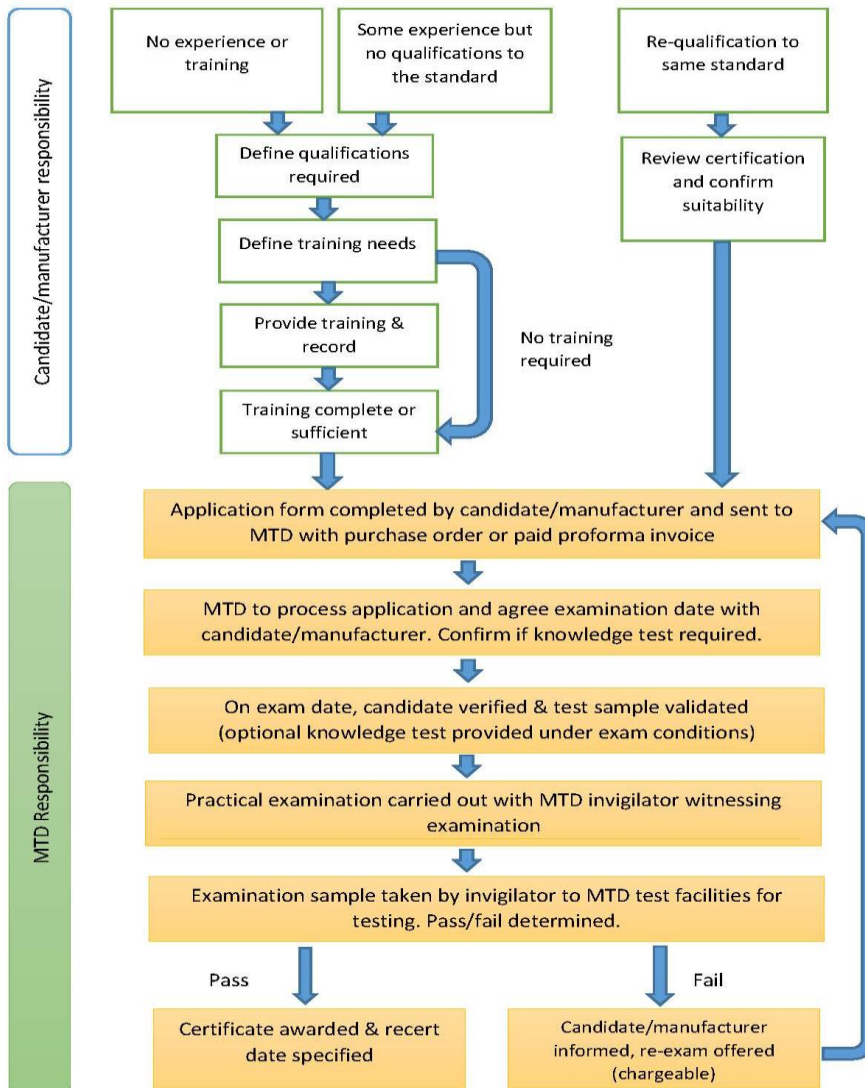 Candidate/manufacturer responsibility
No experience or
training
Some experience but
no qualifications to
the standard
Re-qualification to
same standard
Define qualifications
required
Review certification
and confirm
suitability
Define training needs
Provide training &
record
No training
required
Training complete or
sufficient
MTD Responsibility
Application form completed by candidate/manufacturer and sent to
MTD with purchase order or paid proforma invoice
MTD to process application and agree examination date with
candidate/manufacturer. Confirm if knowledge test required.
On exam date, candidate verified & test sample validated
(optional knowledge test provided under exam conditions)
Practical examination carried out with MTD invigilator witnessing
examination
Examination sample taken by invigilator to MTD test facilities for
testing. Pass/fail determined.
Pass
Fail
Certificate awarded & recert
date specified
Candidate/manufacturer
informed, re-exam offered
(chargeable)